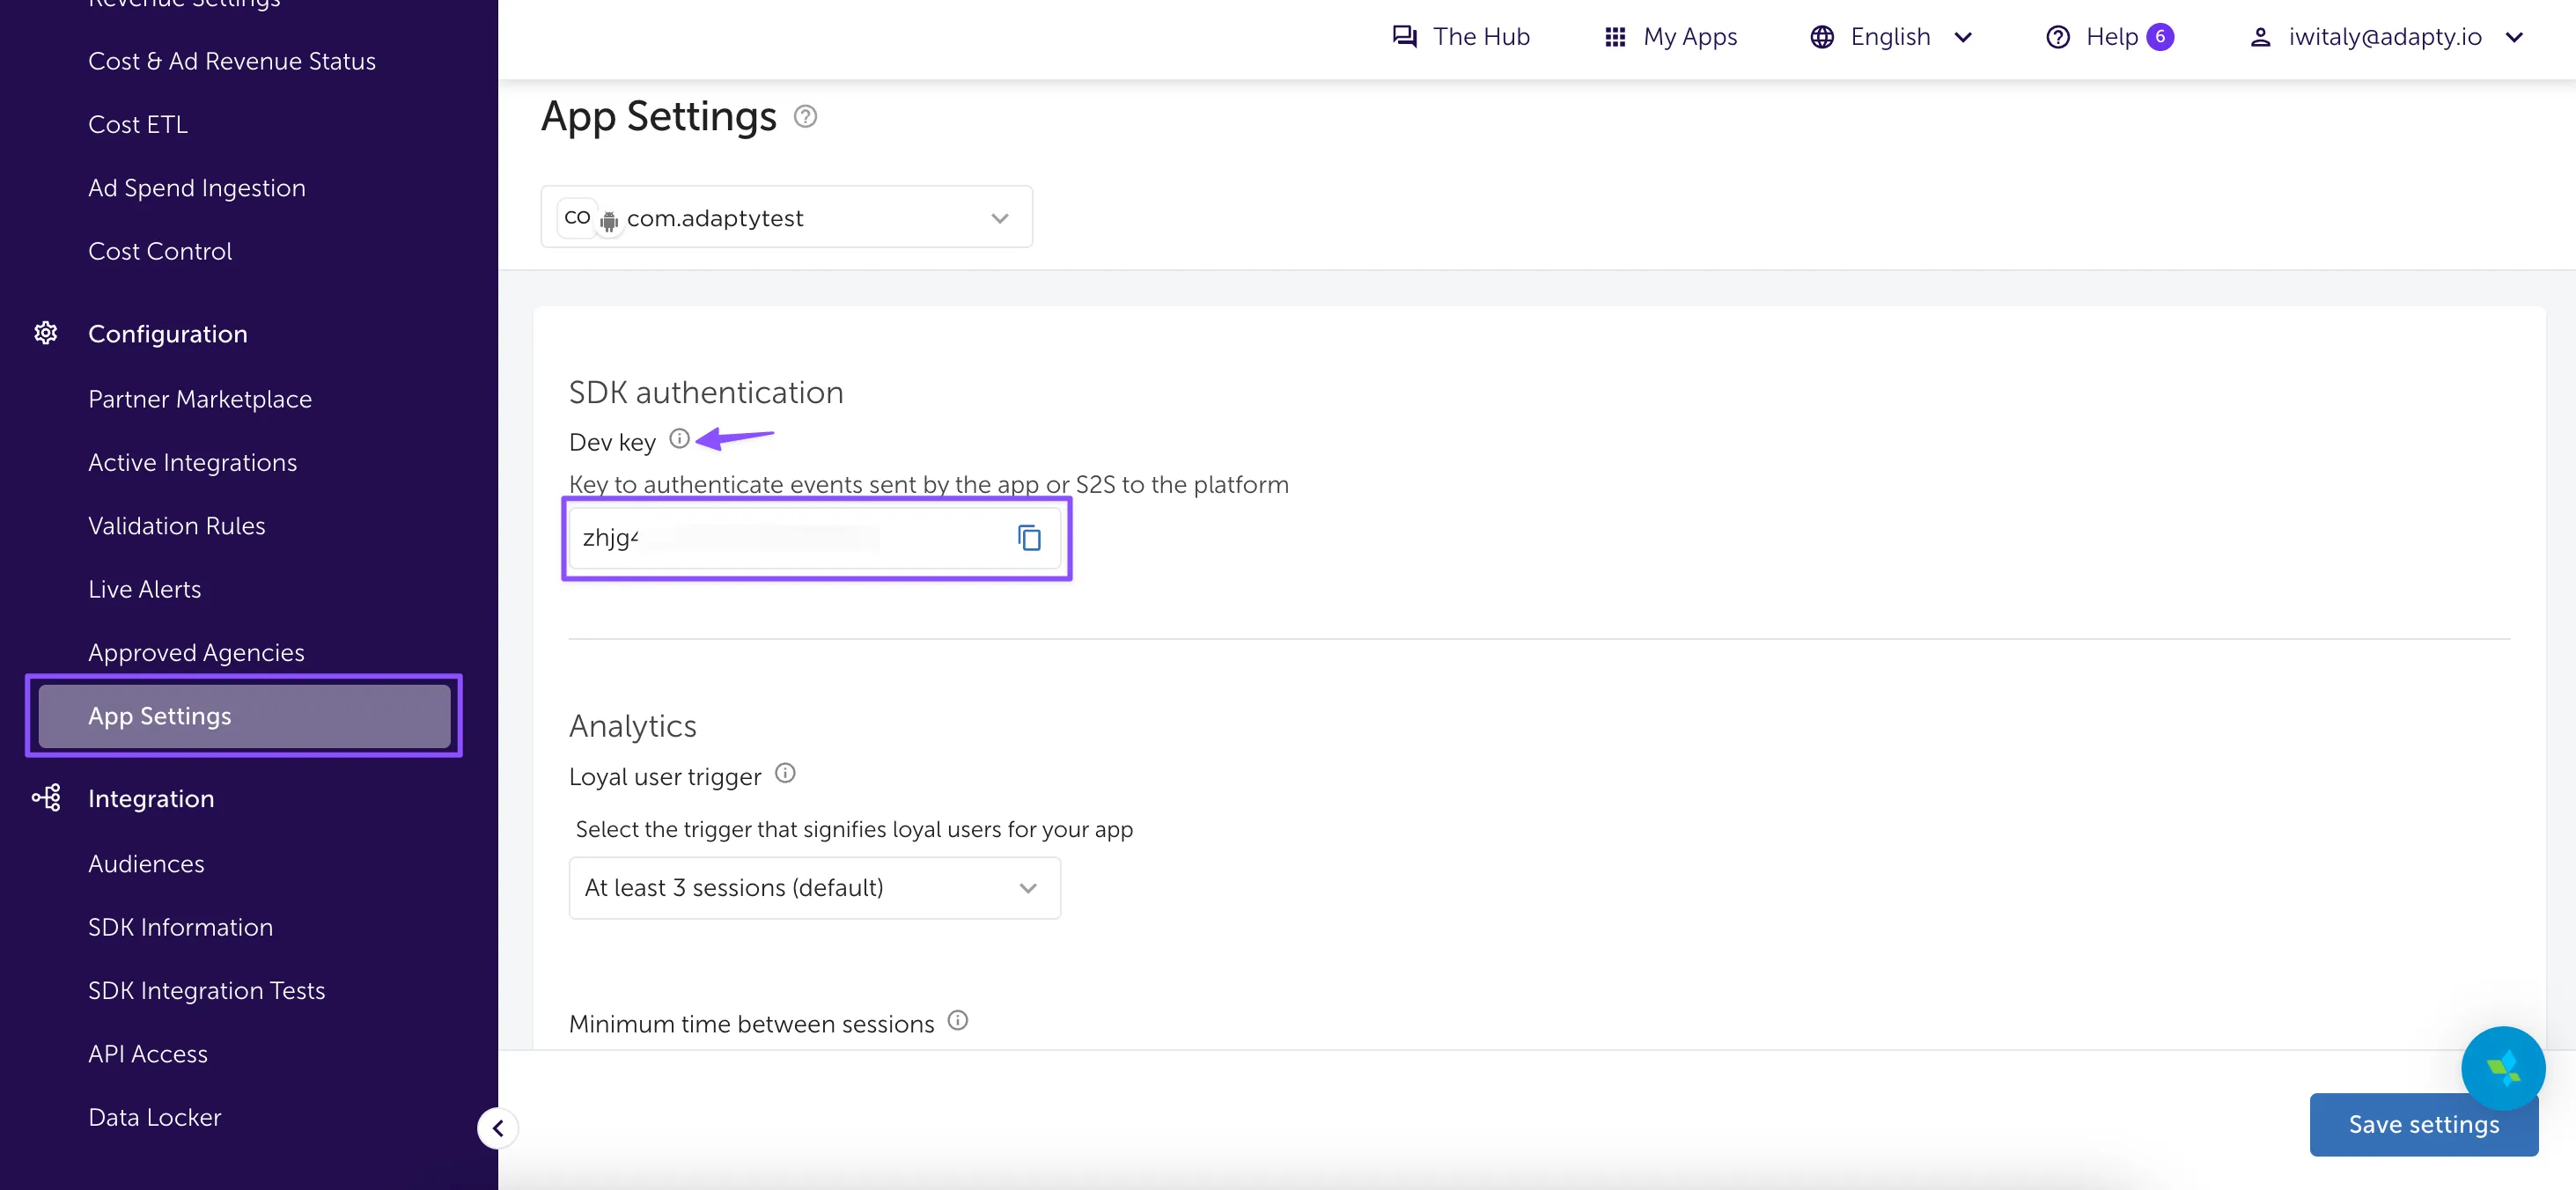 Revenue Settings
Cost & Ad Revenue Status
Cost ETL
Ad Spend Ingestion
Cost Control
Configuration
Partner Marketplace
Active Integrations
Validation Rules
Live Alerts
Approved Agencies
App Settings
Integration
Audiences
SDK Information
SDK Integration Tests
API Access
Data Locker
The Hub
My Apps
English
Help 6
iwitaly@adapty.io
App Settings
CO com.adaptytest
SDK authentication
Dev key
Key to authenticate events sent by the app or S2S to the platform
zhjg
Analytics
Loyal user trigger
Select the trigger that signifies loyal users for your app
At least 3 sessions (default)
Minimum time between sessions
Save settings